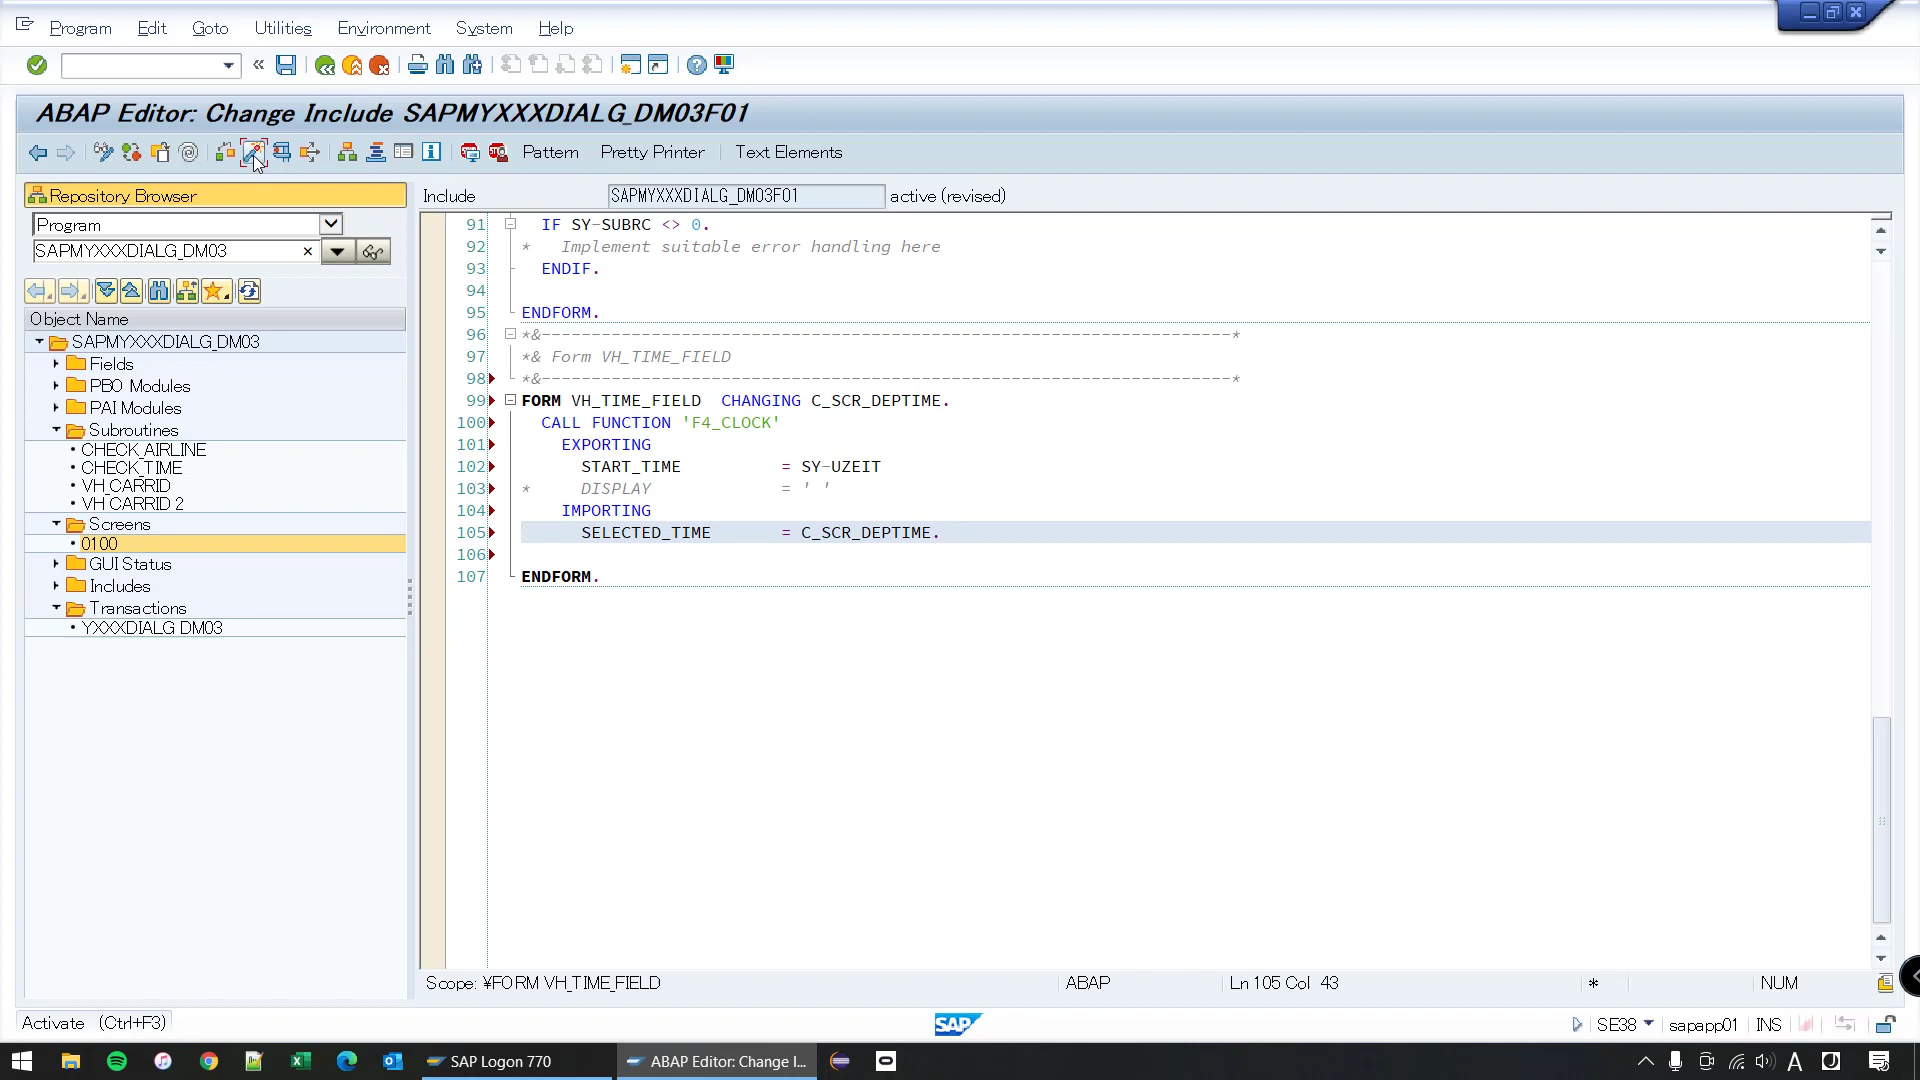 Program Edit Goto Utilities Environment System Help
ABAP Editor: Change Include SAPMYXXXDIALG_DM03F01
Pattern Pretty Printer Text Elements
Repository Browser
Program
SAPMYXXXDIALG_DM03
Object Name
SAPMYXXXDIALG_DM03
Fields
PBO Modules
PAI Modules
Subroutines
CHECK_AIRLINE
CHECK_TIME
VH_CARRID
VH_CARRID_2
Screens
0100
GUI Status
Includes
Transactions
YXXXDIALG_DM03
Include SAPMYXXXDIALG_DM03F01 active (revised)
91 IF SY-SUBRC <> 0.
92 * Implement suitable error handling here
93 ENDIF.
94
95 ENDFORM.
96 *&---------------------------------------------------------------------*
97 *& Form VH_TIME_FIELD
98 *&---------------------------------------------------------------------*
99 FORM VH_TIME_FIELD CHANGING C_SCR_DEPTIME.
100 CALL FUNCTION 'F4_CLOCK'
101 EXPORTING
102 START_TIME = SY-UZEIT
103 * DISPLAY = ' '
104 IMPORTING
105 SELECTED_TIME = C_SCR_DEPTIME.
106
107 ENDFORM.
Scope: ¥FORM VH_TIME_FIELD ABAP Ln 105 Col 43 * NUM
Activate (Ctrl+F3) SAP SE38 sapapp01 INS
SAP Logon 770 ABAP Editor: Change I... A